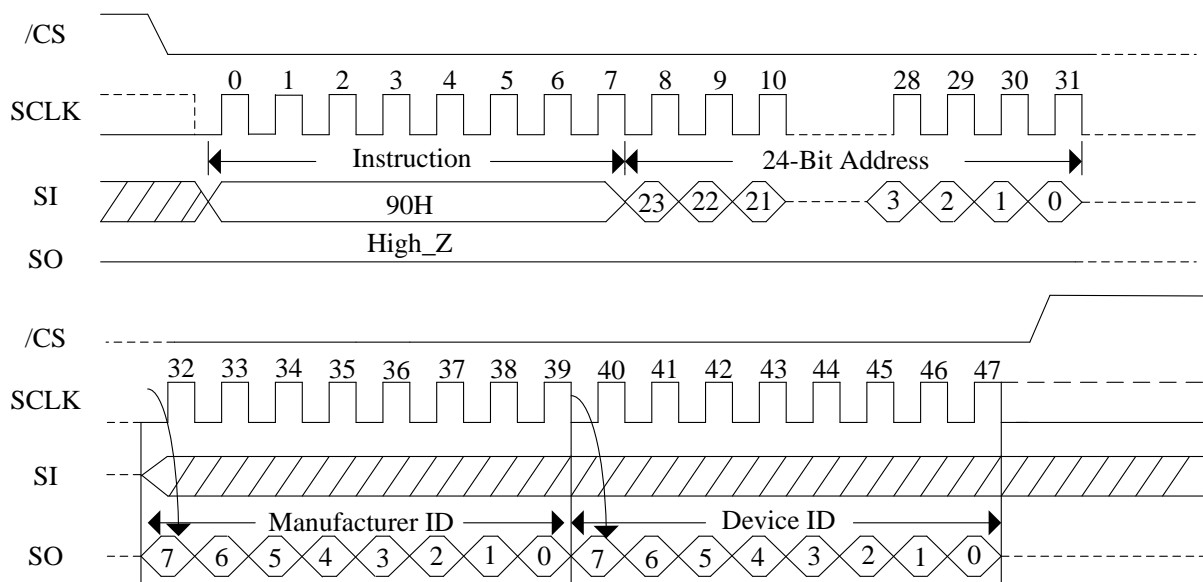 /CS
0 1 2 3 4 5 6 7 8 9 10 28 29 30 31
SCLK
Instruction 24-Bit Address
SI 90H 23 22 21 3 2 1 0
High_Z
SO
/CS
32 33 34 35 36 37 38 39 40 41 42 43 44 45 46 47
SCLK
SI
Manufacturer ID Device ID
SO 7 6 5 4 3 2 1 0 7 6 5 4 3 2 1 0